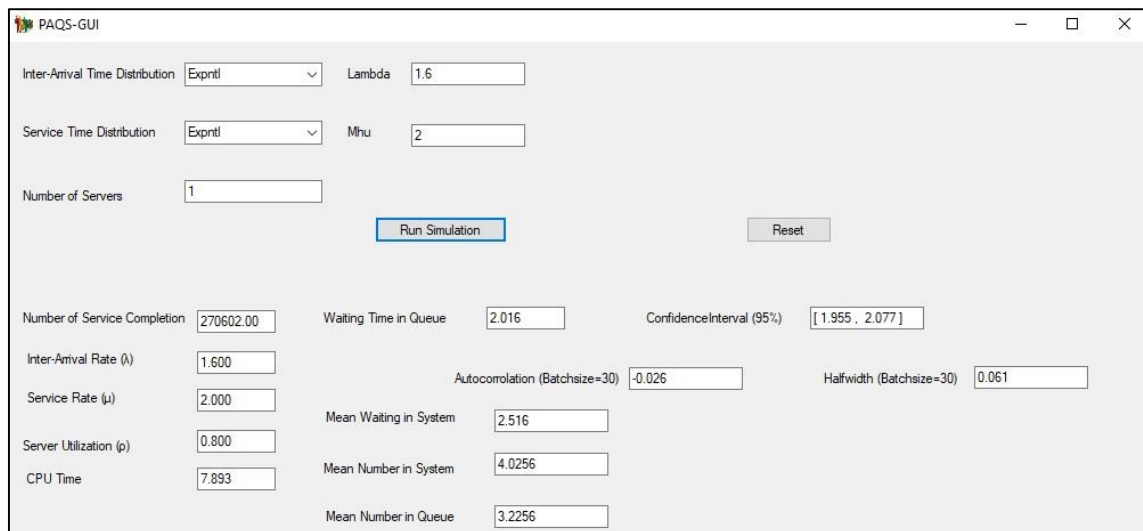 PAQS-GUI
Inter-Arrival Time Distribution Expntl Lambda 1.6
Service Time Distribution Expntl Mhu 2
Number of Servers 1
Run Simulation Reset
Number of Service Completion 270602.00 Waiting Time in Queue 2.016 ConfidenceInterval (95%) [ 1.955 , 2.077 ]
Inter-Arrival Rate (λ) 1.600
Autocorrolation (Batchsize=30) -0.026 Halfwidth (Batchsize=30) 0.061
Service Rate (μ) 2.000
Mean Waiting in System 2.516
Server Utilization (ρ) 0.800
Mean Number in System 4.0256
CPU Time 7.893
Mean Number in Queue 3.2256